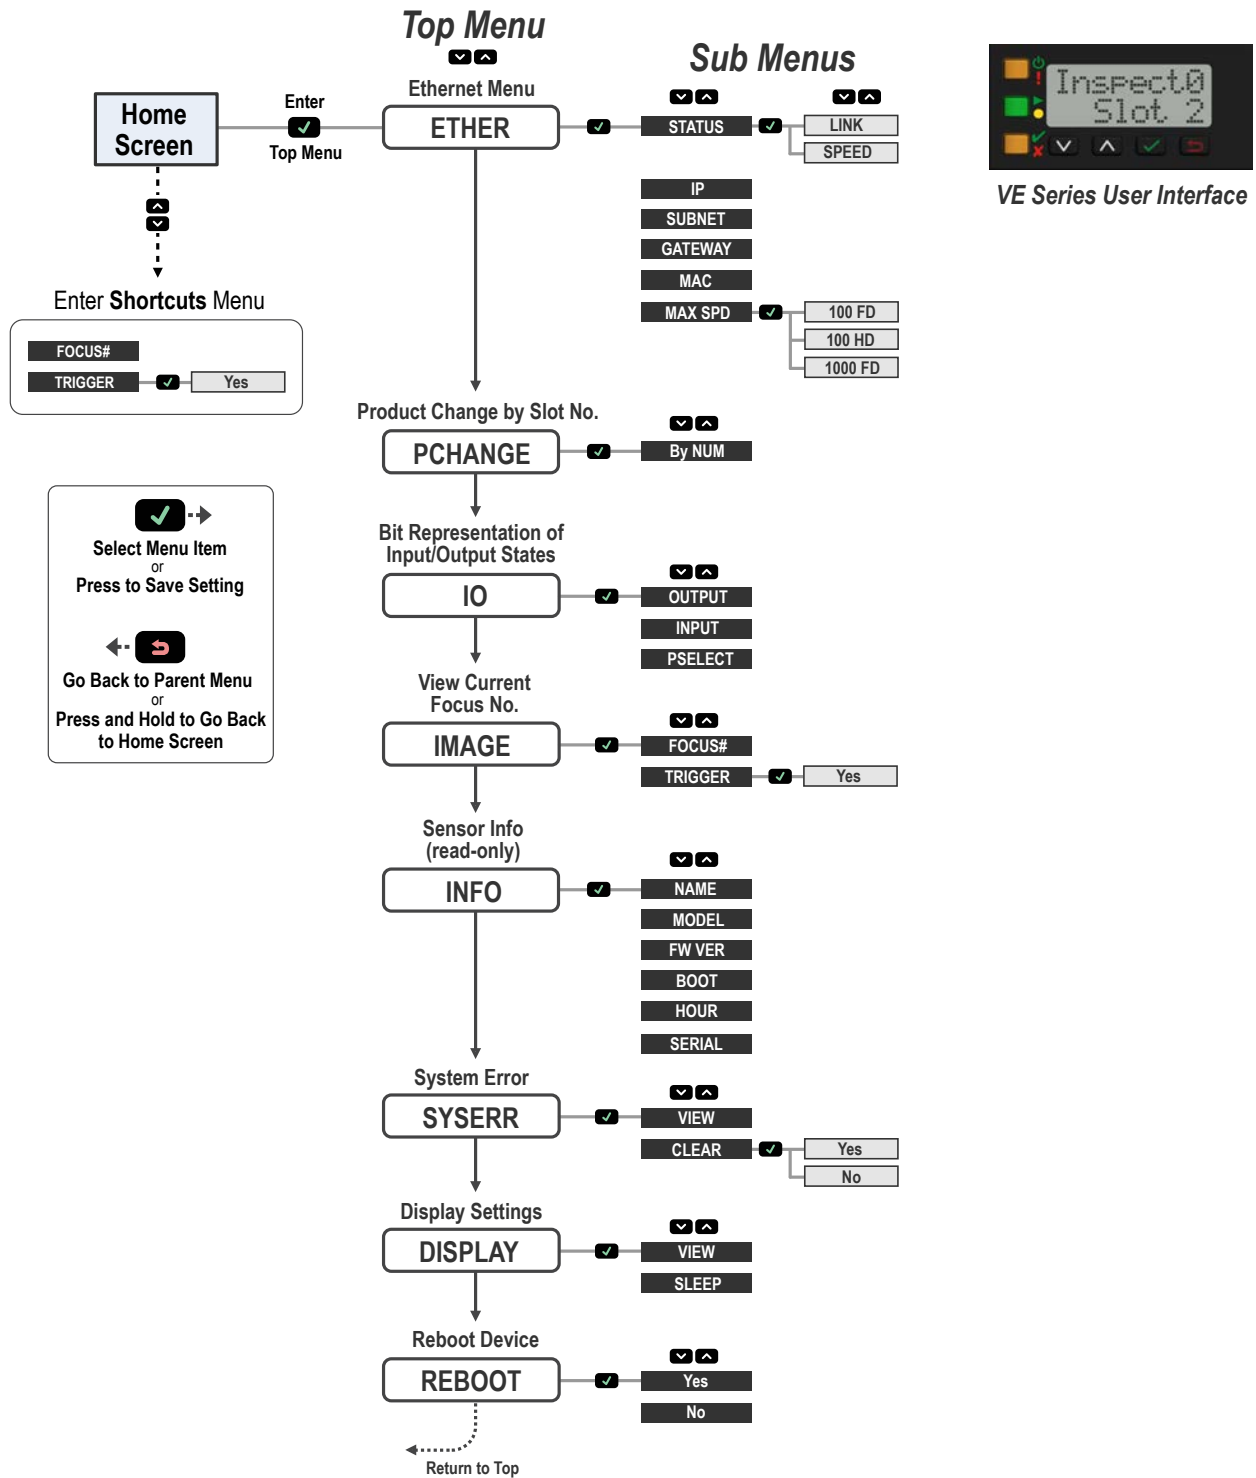 Top Menu
Sub Menus
Home
Screen
Enter
Top Menu
Ethernet Menu
ETHER
STATUS
LINK
SPEED
IP
SUBNET
GATEWAY
MAC
MAX SPD
100 FD
100 HD
1000 FD
Inspect0
Slot 2
VE Series User Interface
Enter Shortcuts Menu
FOCUS#
TRIGGER
Yes
Product Change by Slot No.
PCHANGE
By NUM
Select Menu Item
or
Press to Save Setting
Go Back to Parent Menu
or
Press and Hold to Go Back
to Home Screen
Bit Representation of
Input/Output States
IO
OUTPUT
INPUT
PSELECT
View Current
Focus No.
IMAGE
FOCUS#
TRIGGER
Yes
Sensor Info
(read-only)
INFO
NAME
MODEL
FW VER
BOOT
HOUR
SERIAL
System Error
SYSERR
VIEW
CLEAR
Yes
No
Display Settings
DISPLAY
VIEW
SLEEP
Reboot Device
REBOOT
Yes
No
Return to Top